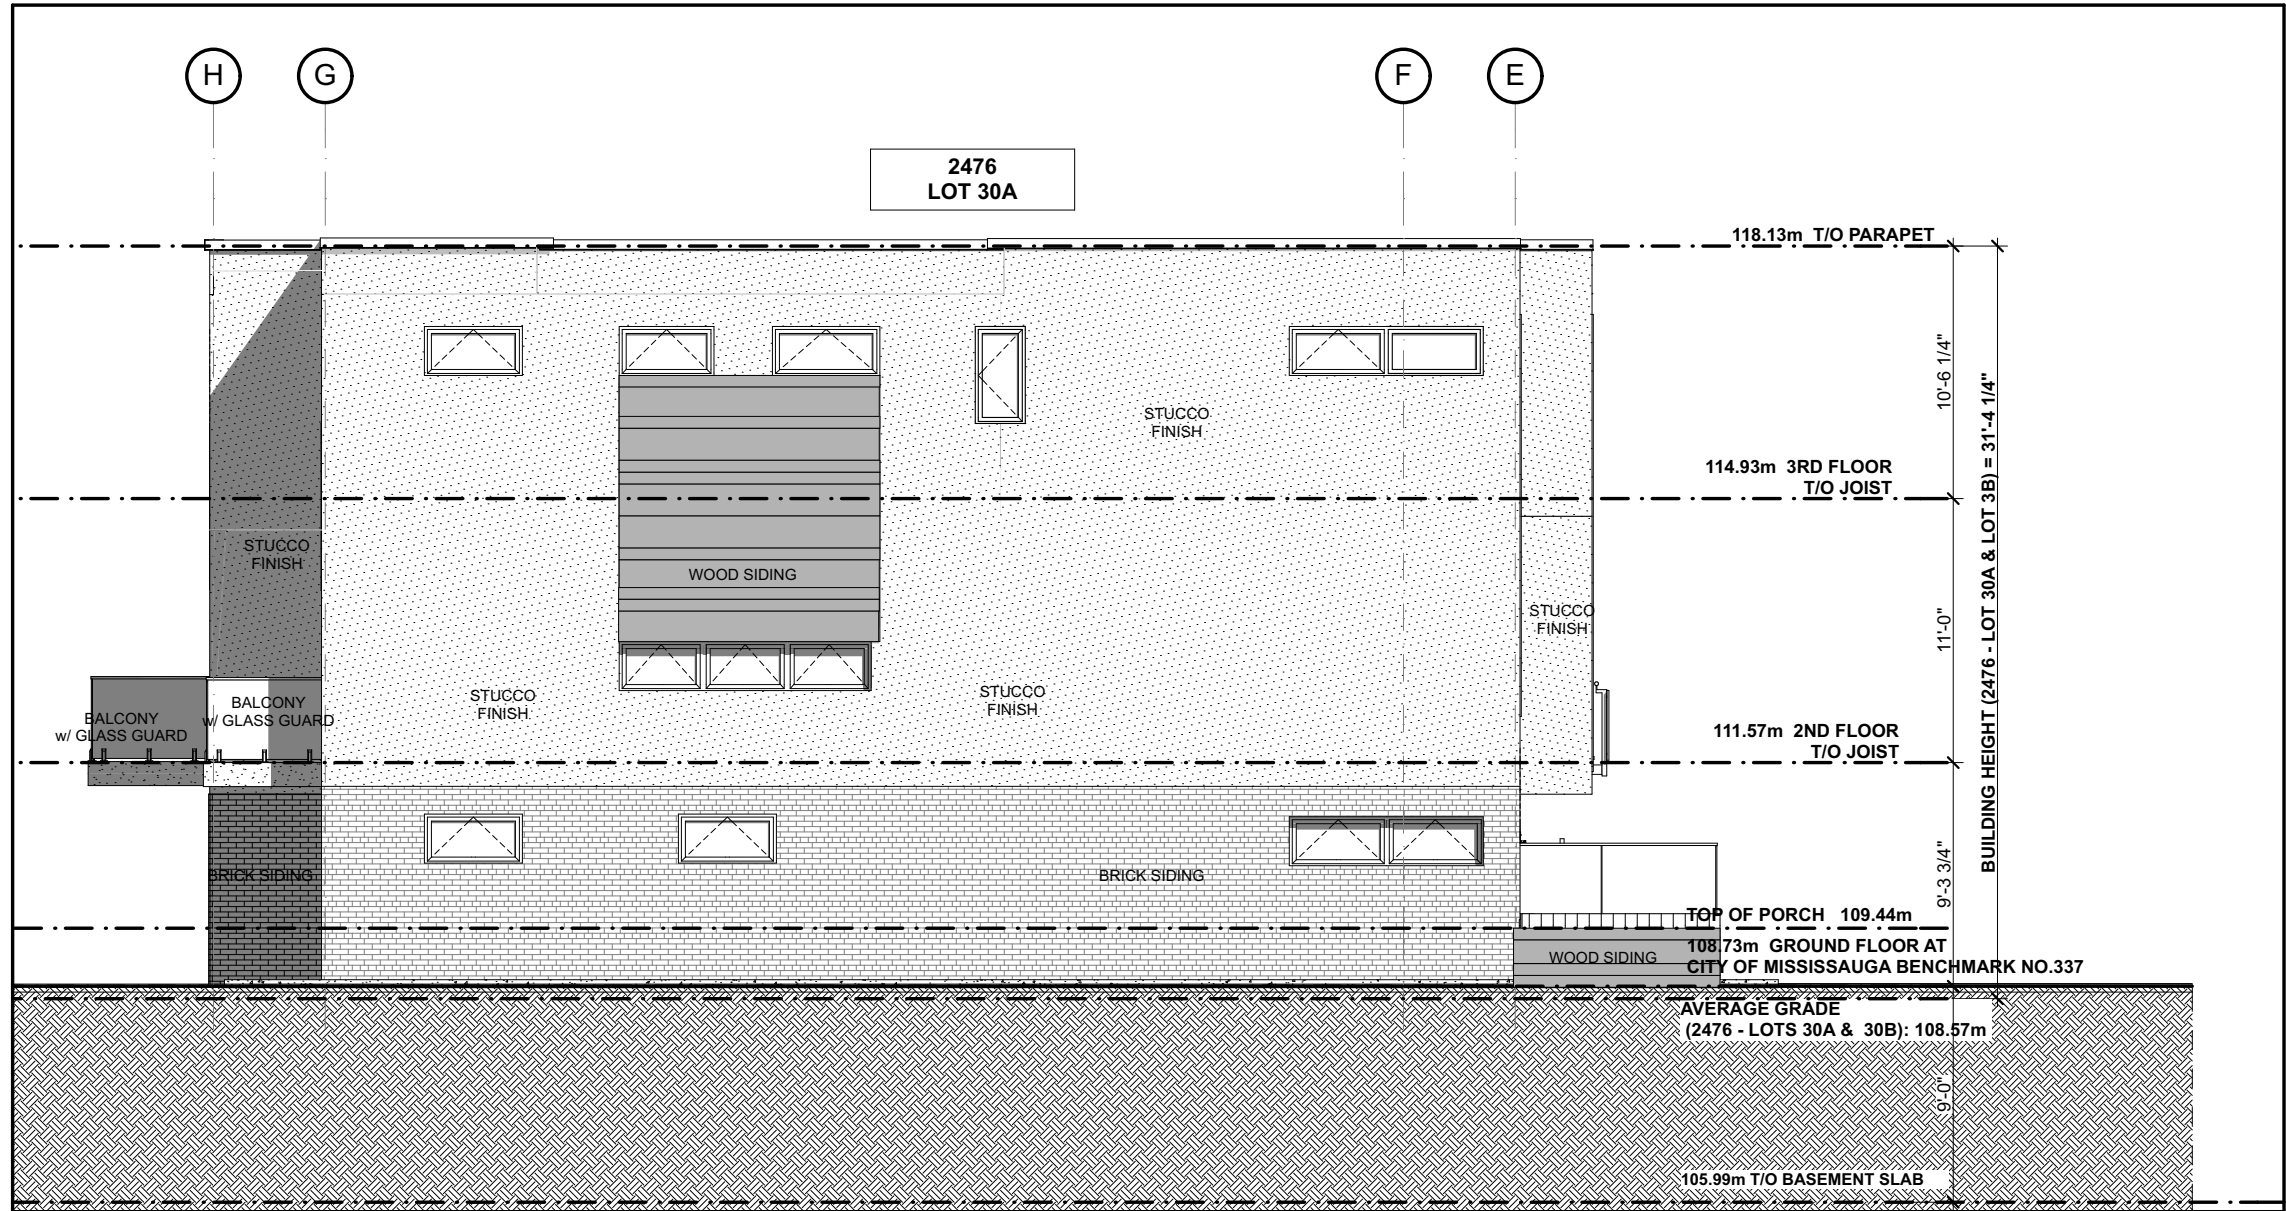 H
G
F
E
2476
LOT 30A
118.13m T/O PARAPET
10'-6 1/4"
STUCCO
FINISH
114.93m 3RD FLOOR
T/O JOIST
BUILDING HEIGHT (2476 - LOT 30A & LOT 3B) = 31'-4 1/4"
STUCCO
FINISH
WOOD SIDING
STUCCO
FINISH
11'-0"
STUCCO
FINISH
STUCCO
FINISH
BALCONY
w/ GLASS GUARD
BALCONY
w/ GLASS GUARD
111.57m 2ND FLOOR
T/O JOIST
BRICK SIDING
BRICK SIDING
9'-3 3/4"
TOP OF PORCH 109.44m
108.73m GROUND FLOOR AT
CITY OF MISSISSAUGA BENCHMARK NO.337
WOOD SIDING
AVERAGE GRADE
(2476 - LOTS 30A & 30B): 108.57m
9'-0"
105.99m T/O BASEMENT SLAB